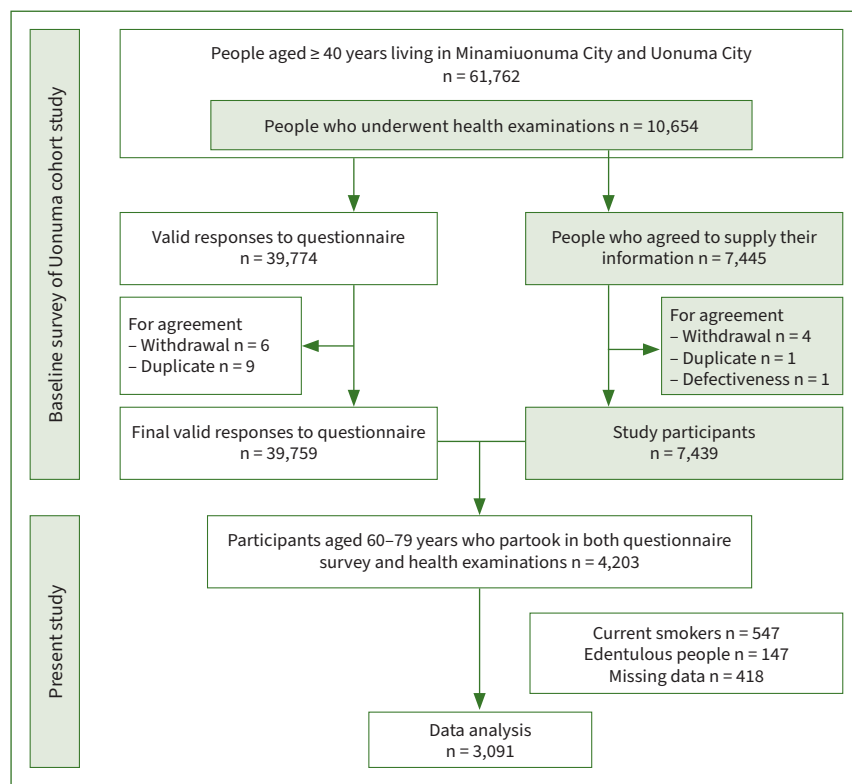 Baseline survey of Uonuma cohort study
People aged ≥ 40 years living in Minamiuonuma City and Uonuma City
n = 61,762
People who underwent health examinations n = 10,654
Valid responses to questionnaire
n = 39,774
People who agreed to supply their
information n = 7,445
For agreement
– Withdrawal n = 6
– Duplicate n = 9
For agreement
– Withdrawal n = 4
– Duplicate n = 1
– Defectiveness n = 1
Final valid responses to questionnaire
n = 39,759
Study participants
n = 7,439
Present study
Participants aged 60–79 years who partook in both questionnaire
survey and health examinations n = 4,203
Current smokers n = 547
Edentulous people n = 147
Missing data n = 418
Data analysis
n = 3,091